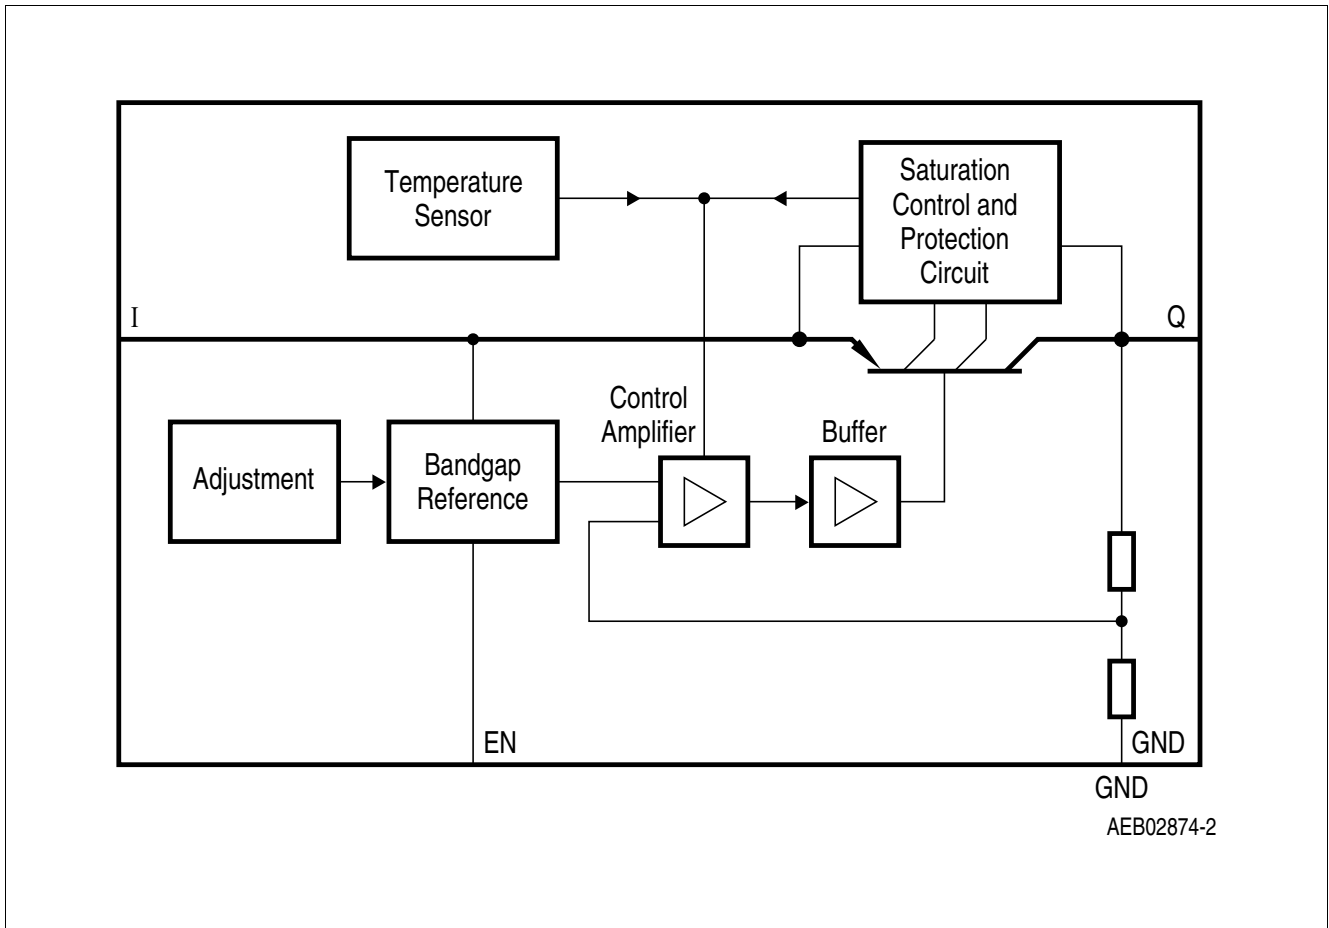 Temperature
Sensor
Saturation
Control and
Protection
Circuit
I
Q
Control
Amplifier
Buffer
Adjustment
Bandgap
Reference
EN
GND
GND
AEB02874-2